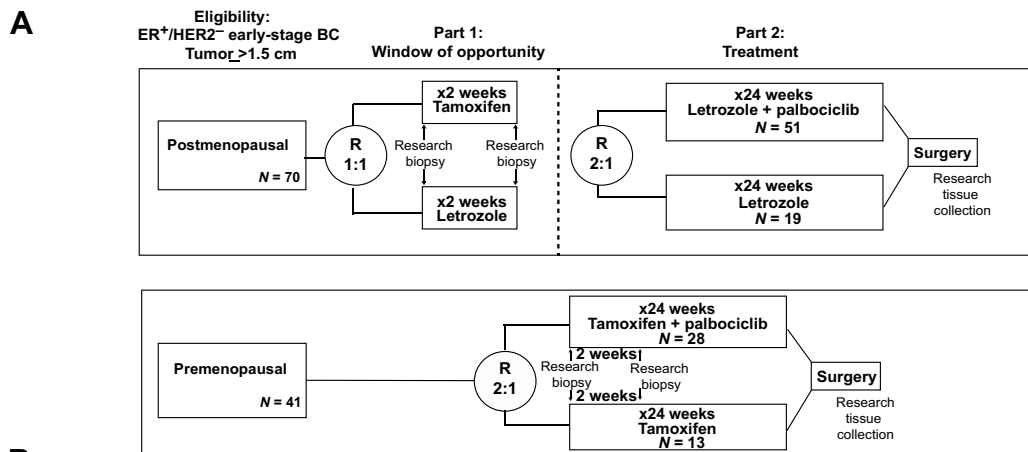 A
Eligibility:
ER+/HER2− early-stage BC
Tumor >1.5 cm
Part 1:
Window of opportunity
Part 2:
Treatment
Postmenopausal
N = 70
R
1:1
x2 weeks
Tamoxifen
Research
biopsy
Research
biopsy
x2 weeks
Letrozole
R
2:1
x24 weeks
Letrozole + palbociclib
N = 51
x24 weeks
Letrozole
N = 19
Surgery
Research
tissue
collection
Premenopausal
N = 41
R
2:1
x24 weeks
Tamoxifen + palbociclib
N = 28
2 weeks
Research
biopsy
Research
biopsy
2 weeks
x24 weeks
Tamoxifen
N = 13
Surgery
Research
tissue
collection